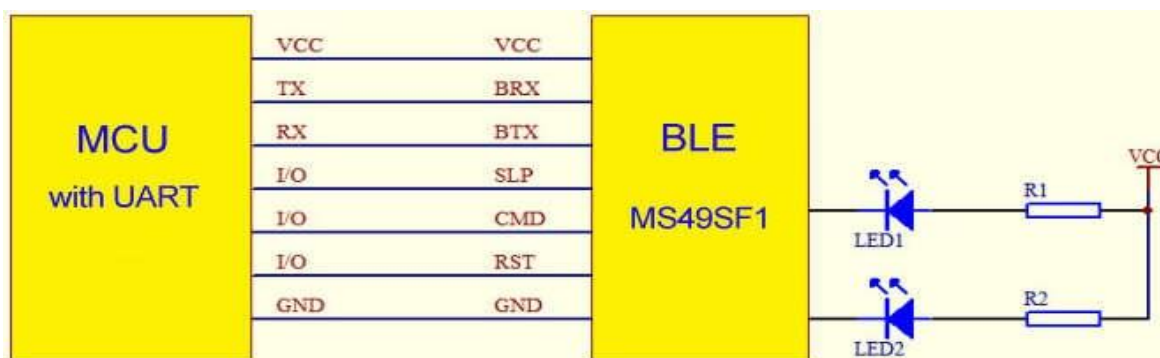 MCU
with UART
VCC VCC
TX BRX
RX BTX
I/O SLP
I/O CMD
I/O RST
GND GND
BLE
MS49SF1
VCC
R1
LED1
R2
LED2